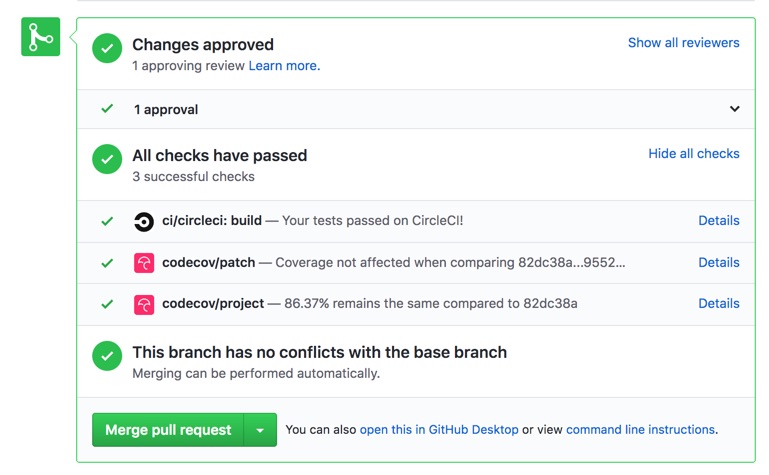 Changes approved
Show all reviewers
1 approving review Learn more.
1 approval
All checks have passed
Hide all checks
3 successful checks
ci/circleci: build — Your tests passed on CircleCI!
Details
codecov/patch — Coverage not affected when comparing 82dc38a...9552...
Details
codecov/project — 86.37% remains the same compared to 82dc38a
Details
This branch has no conflicts with the base branch
Merging can be performed automatically.
Merge pull request
You can also open this in GitHub Desktop or view command line instructions.